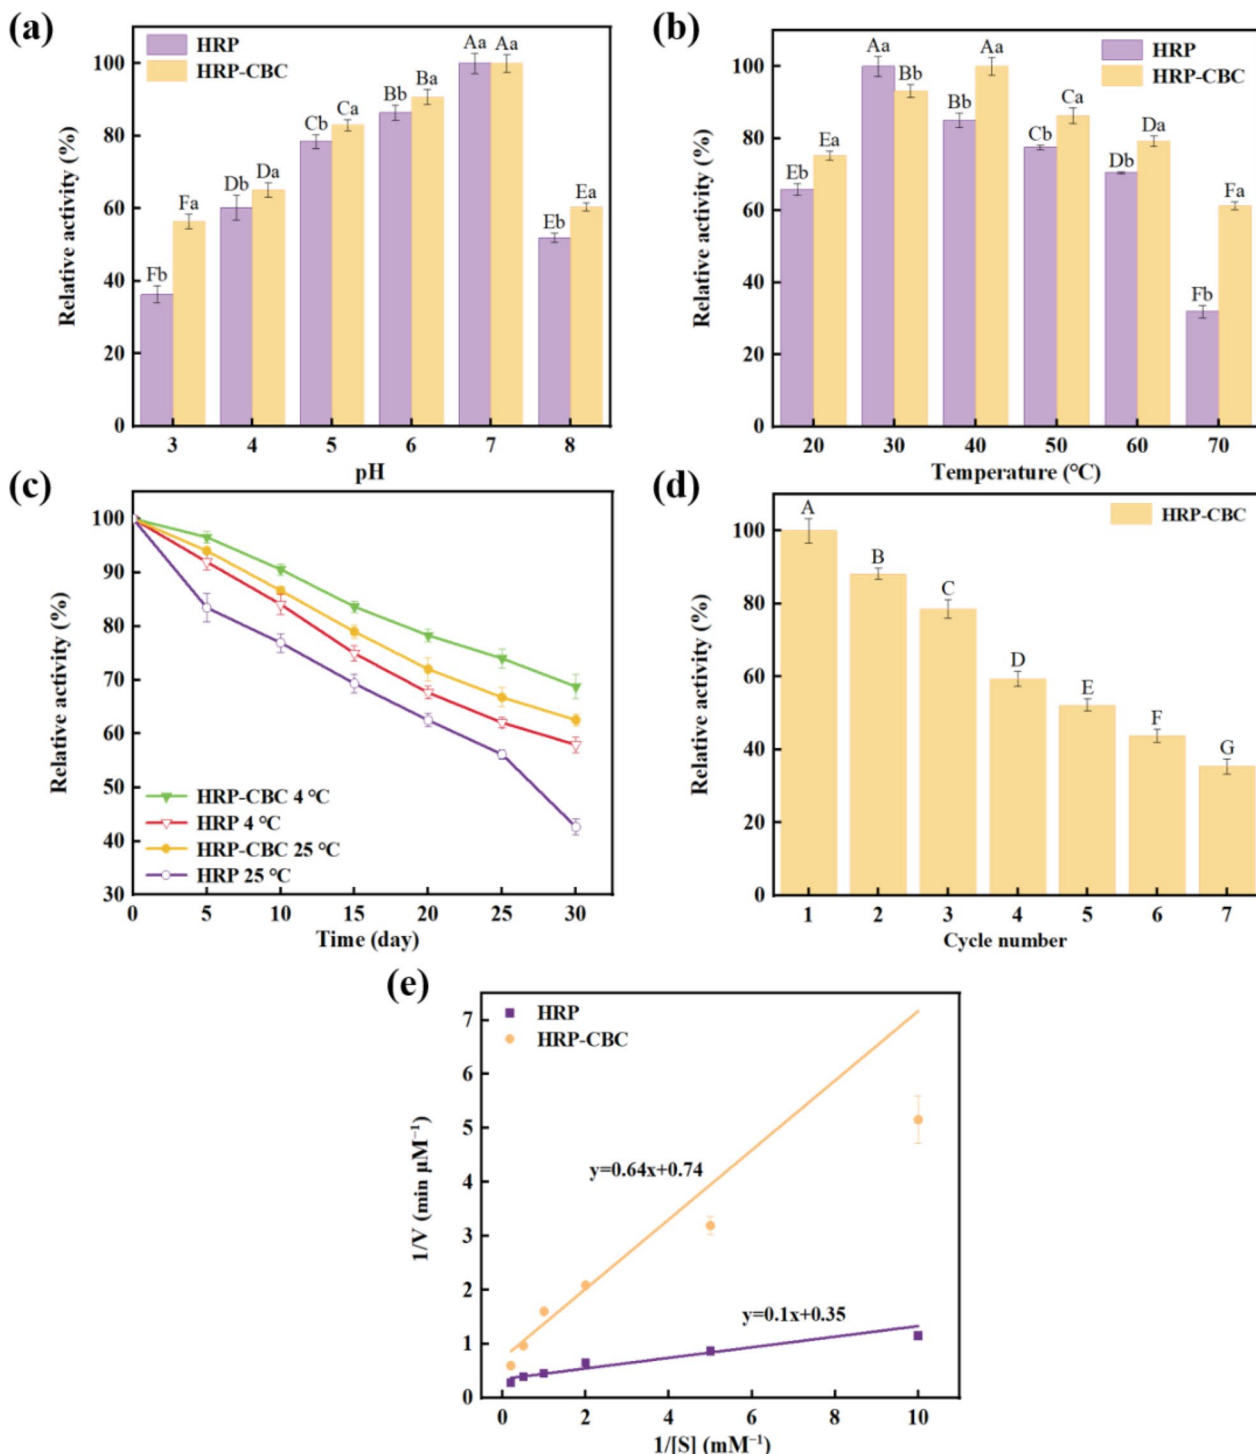 (a)
HRP
HRP-CBC
Relative activity (%)
100
80
60
40
20
0
Fb Fa Db Da Cb Ca Bb Ba Aa Aa Eb Ea
3 4 5 6 7 8
pH
(b)
HRP
HRP-CBC
Relative activity (%)
100
80
60
40
20
0
Eb Ea Aa Bb Bb Aa Cb Ca Db Da Fb Fa
20 30 40 50 60 70
Temperature (°C)
(c)
Relative activity (%)
100
90
80
70
60
50
40
30
HRP-CBC 4 °C
HRP 4 °C
HRP-CBC 25 °C
HRP 25 °C
0 5 10 15 20 25 30
Time (day)
(d)
HRP-CBC
Relative activity (%)
100
80
60
40
20
0
A B C D E F G
1 2 3 4 5 6 7
Cycle number
(e)
HRP
HRP-CBC
1/V (min μM⁻¹)
7
6
5
4
3
2
1
0
y=0.64x+0.74
y=0.1x+0.35
0 2 4 6 8 10
1/[S] (mM⁻¹)